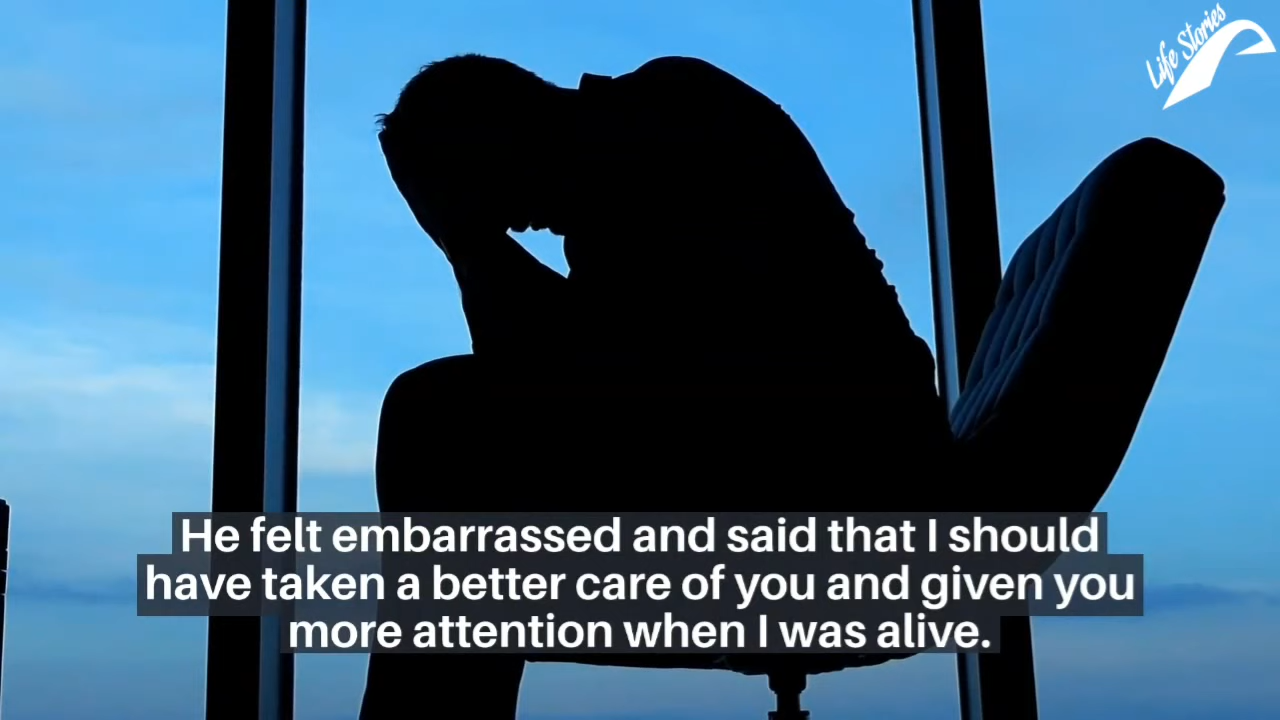 Life Stories
He felt embarrassed and said that I should
have taken a better care of you and given you
more attention when I was alive.